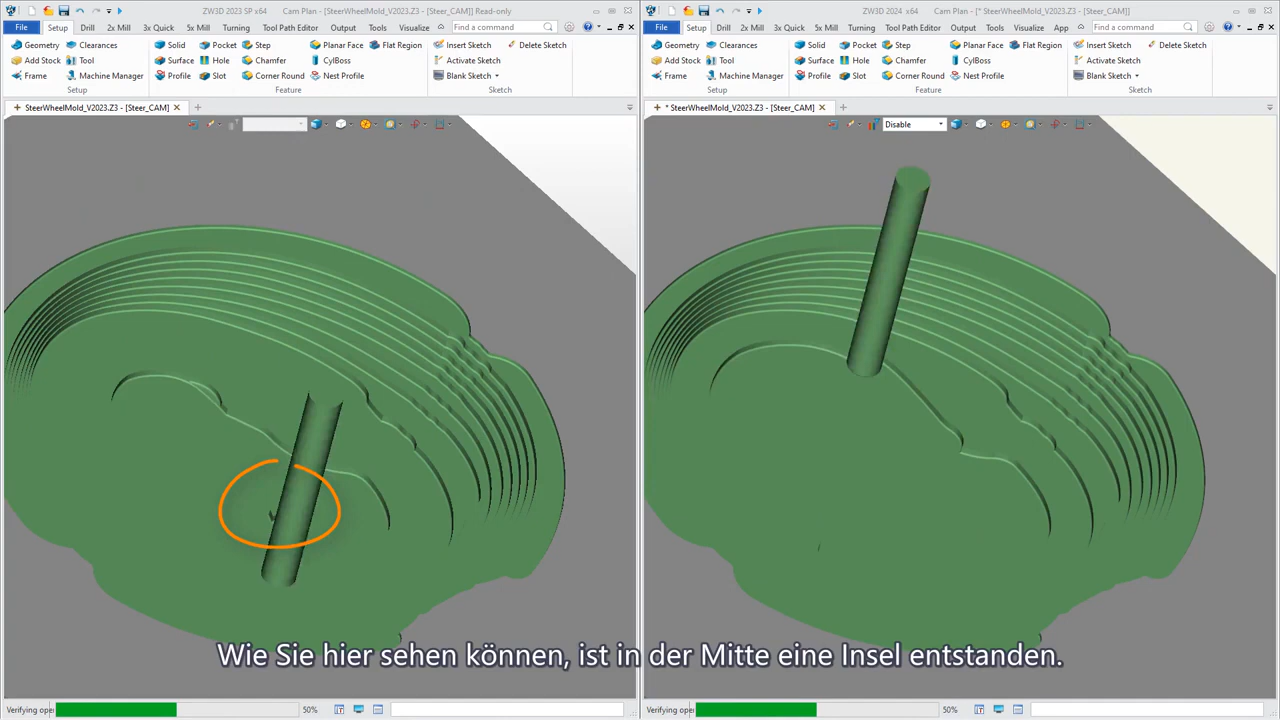 ZW3D 2023 SP x64 Cam Plan - [SteerWheelMold_V2023.Z3 - [Steer_CAM]] Read-only
File Setup Drill 2x Mill 3x Quick 5x Mill Turning Tool Path Editor Output Tools Visualize Find a command
Geometry Clearances Solid Pocket Step Planar Face Flat Region Insert Sketch Delete Sketch
Add Stock Tool Surface Hole Chamfer CylBoss Activate Sketch
Frame Machine Manager Profile Slot Corner Round Nest Profile Blank Sketch
Setup Feature Sketch
SteerWheelMold_V2023.Z3 - [Steer_CAM]
Verifying oper 50%
ZW3D 2024 x64 Cam Plan - [* SteerWheelMold_V2023.Z3 - [Steer_CAM]]
File Setup Drill 2x Mill 3x Quick 5x Mill Turning Tool Path Editor Output Tools Visualize App Find a command
Geometry Clearances Solid Pocket Step Planar Face Flat Region Insert Sketch Delete Sketch
Add Stock Tool Surface Hole Chamfer CylBoss Activate Sketch
Frame Machine Manager Profile Slot Corner Round Nest Profile Blank Sketch
Setup Feature Sketch
* SteerWheelMold_V2023.Z3 - [Steer_CAM]
Disable
Verifying oper 50%
Wie Sie hier sehen können, ist in der Mitte eine Insel entstanden.